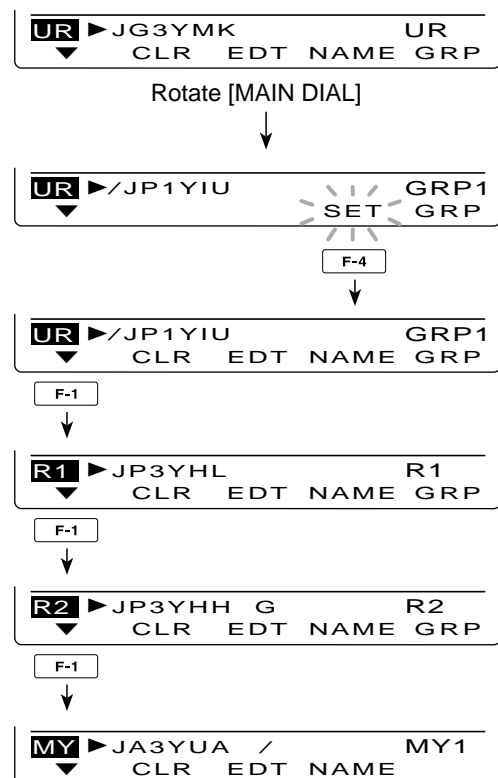 UR ►JG3YMK UR
▼ CLR EDT NAME GRP
Rotate [MAIN DIAL]
UR ►/JP1YIU GRP1
▼ SET GRP
F-4
UR ►/JP1YIU GRP1
▼ CLR EDT NAME GRP
F-1
R1 ►JP3YHL R1
▼ CLR EDT NAME GRP
F-1
R2 ►JP3YHH G R2
▼ CLR EDT NAME GRP
F-1
MY ►JA3YUA / MY1
▼ CLR EDT NAME